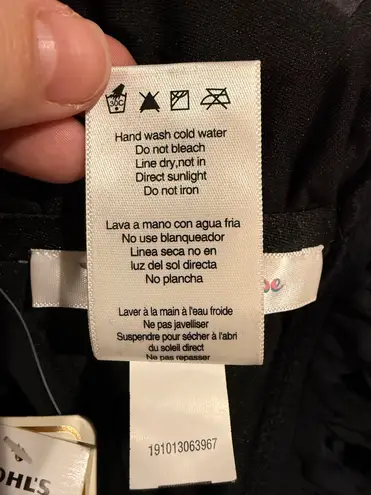 30C
Hand wash cold water
Do not bleach
Line dry,not in
Direct sunlight
Do not iron
Lava a mano con agua fria
No use blanqueador
Linea seca no en
luz del sol directa
No plancha
Laver à la main à l'eau froide
Ne pas javelliser
Suspendre pour sécher à l'abri
du soleil direct
Ne pas repasser
191013063967
OHL'S